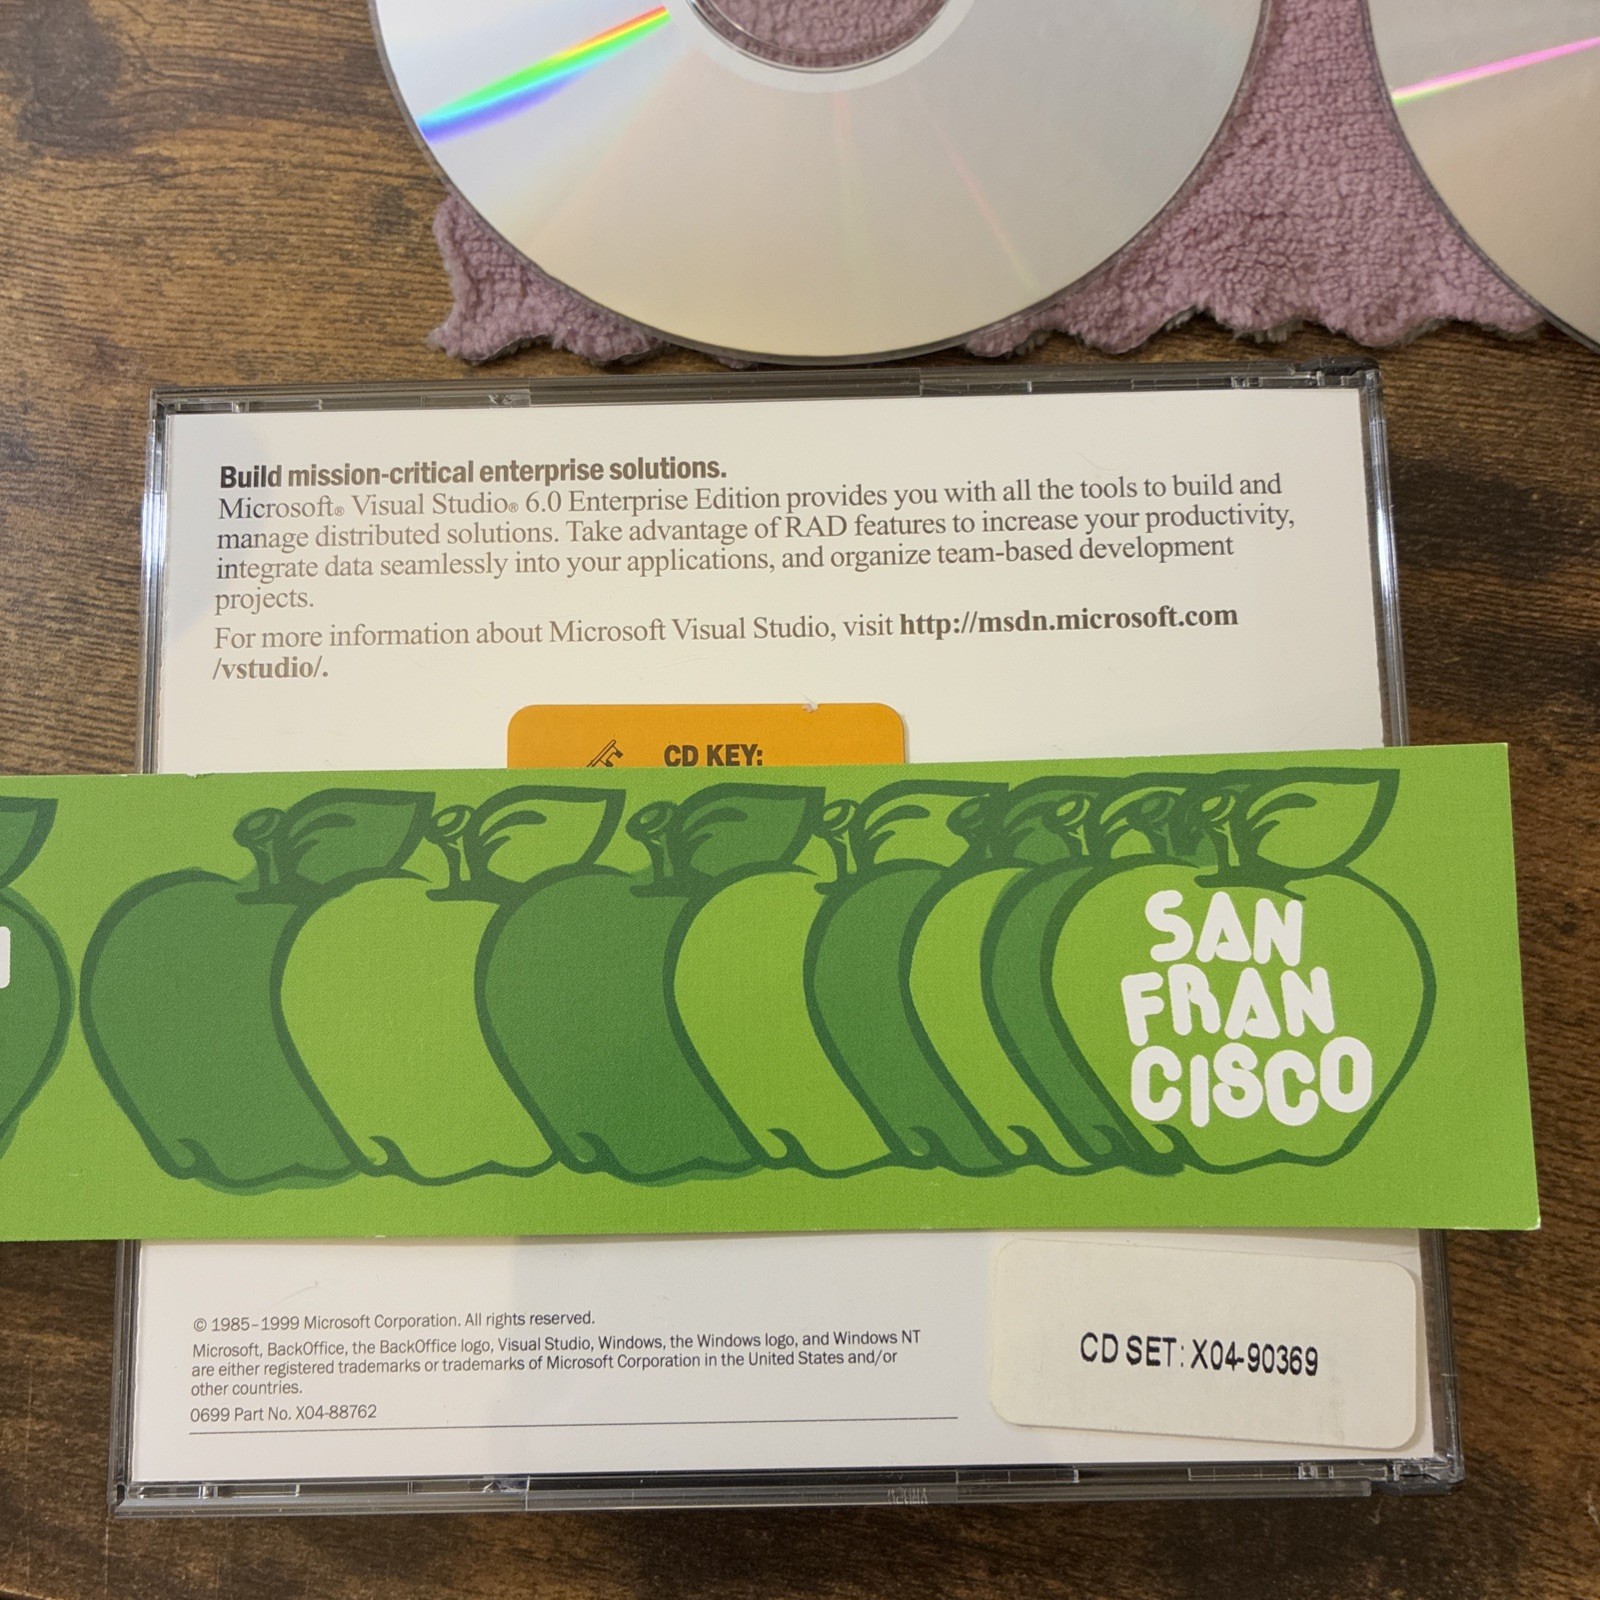 Build mission-critical enterprise solutions.
Microsoft® Visual Studio® 6.0 Enterprise Edition provides you with all the tools to build and
manage distributed solutions. Take advantage of RAD features to increase your productivity,
integrate data seamlessly into your applications, and organize team-based development
projects.
For more information about Microsoft Visual Studio, visit http://msdn.microsoft.com
/vstudio/.
CD KEY:
SAN
FRAN
CISCO
© 1985-1999 Microsoft Corporation. All rights reserved.
Microsoft, BackOffice, the BackOffice logo, Visual Studio, Windows, the Windows logo, and Windows NT
are either registered trademarks or trademarks of Microsoft Corporation in the United States and/or
other countries.
0699 Part No. X04-88762
CD SET: X04-90369